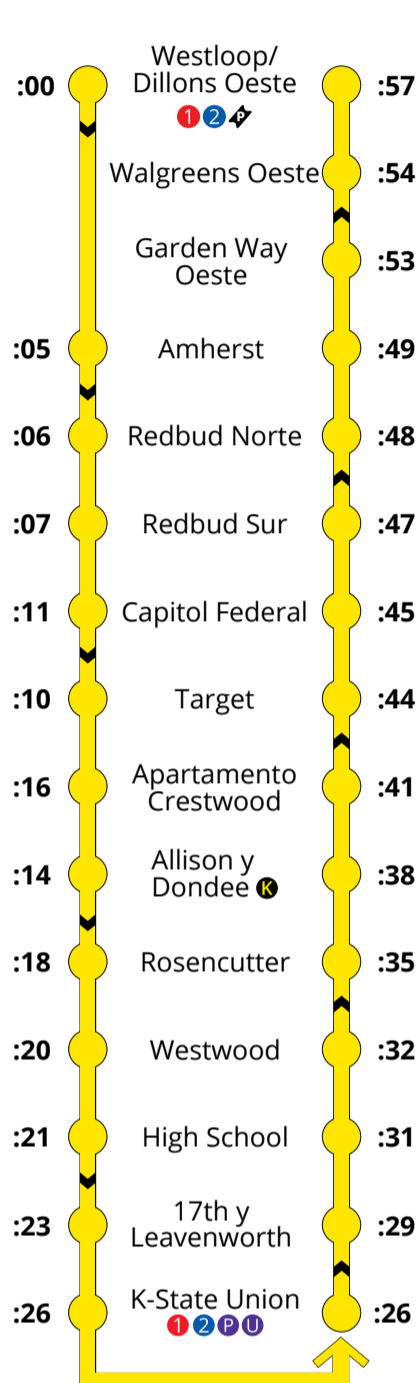 :00 Westloop/ :57
Dillons Oeste
1 2 P
Walgreens Oeste :54
Garden Way :53
Oeste
:05 Amherst :49
:06 Redbud Norte :48
:07 Redbud Sur :47
:11 Capitol Federal :45
:10 Target :44
:16 Apartamento :41
Crestwood
:14 Allison y :38
Dondee K
:18 Rosencutter :35
:20 Westwood :32
:21 High School :31
:23 17th y :29
Leavenworth
:26 K-State Union :26
1 2 P U